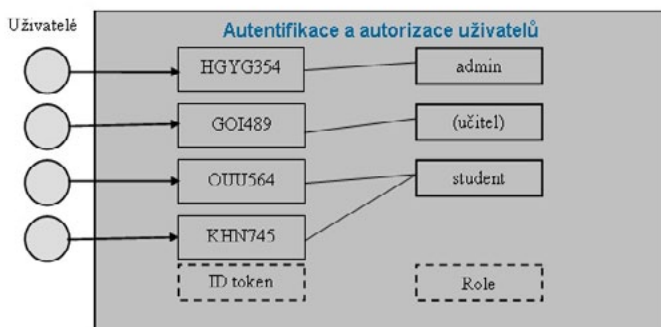 Uživatelé
Autentifikace a autorizace uživatelů
HGYG354
admin
GOI489
(učitel)
OUU564
student
KHN745
ID token
Role